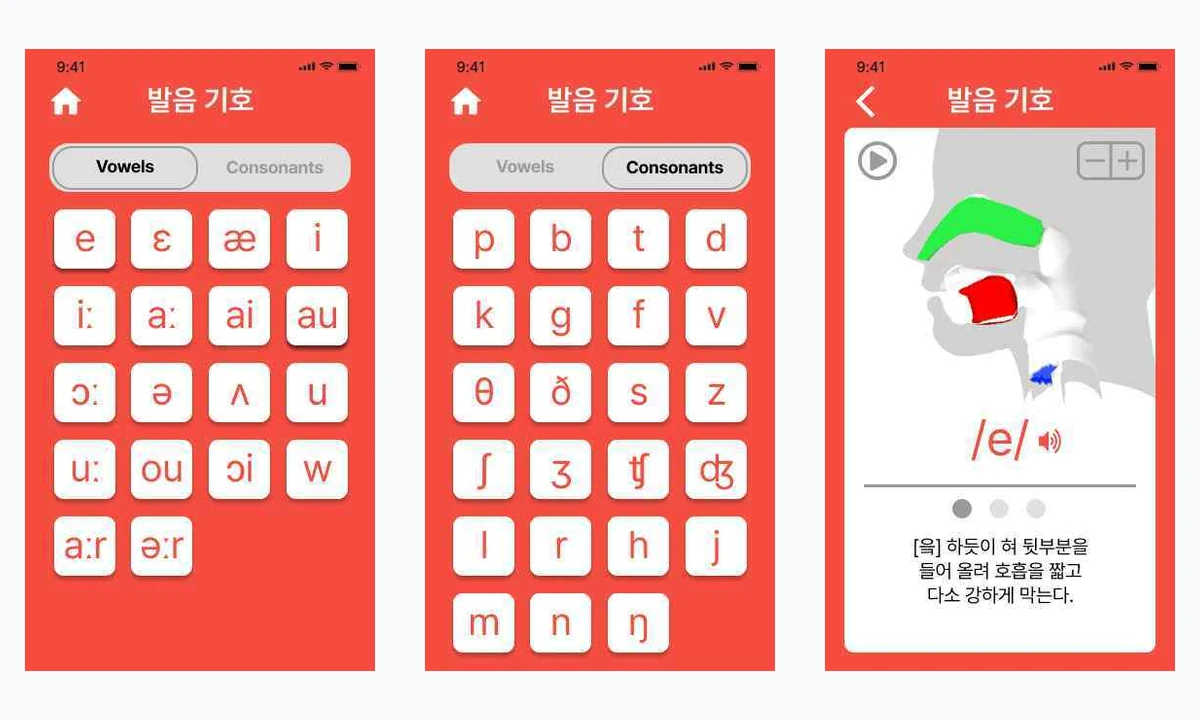 9:41
발음 기호
Vowels Consonants
e ɛ æ i
iː aː ai au
ɔː ə ʌ u
uː ou ɔi w
aːr əːr
9:41
발음 기호
Vowels Consonants
p b t d
k g f v
θ ð s z
ʃ ʒ ʧ ʤ
l r h j
m n ŋ
9:41
발음 기호
/e/
[윽] 하듯이 혀 뒷부분을
들어 올려 호흡을 짧고
다소 강하게 막는다.